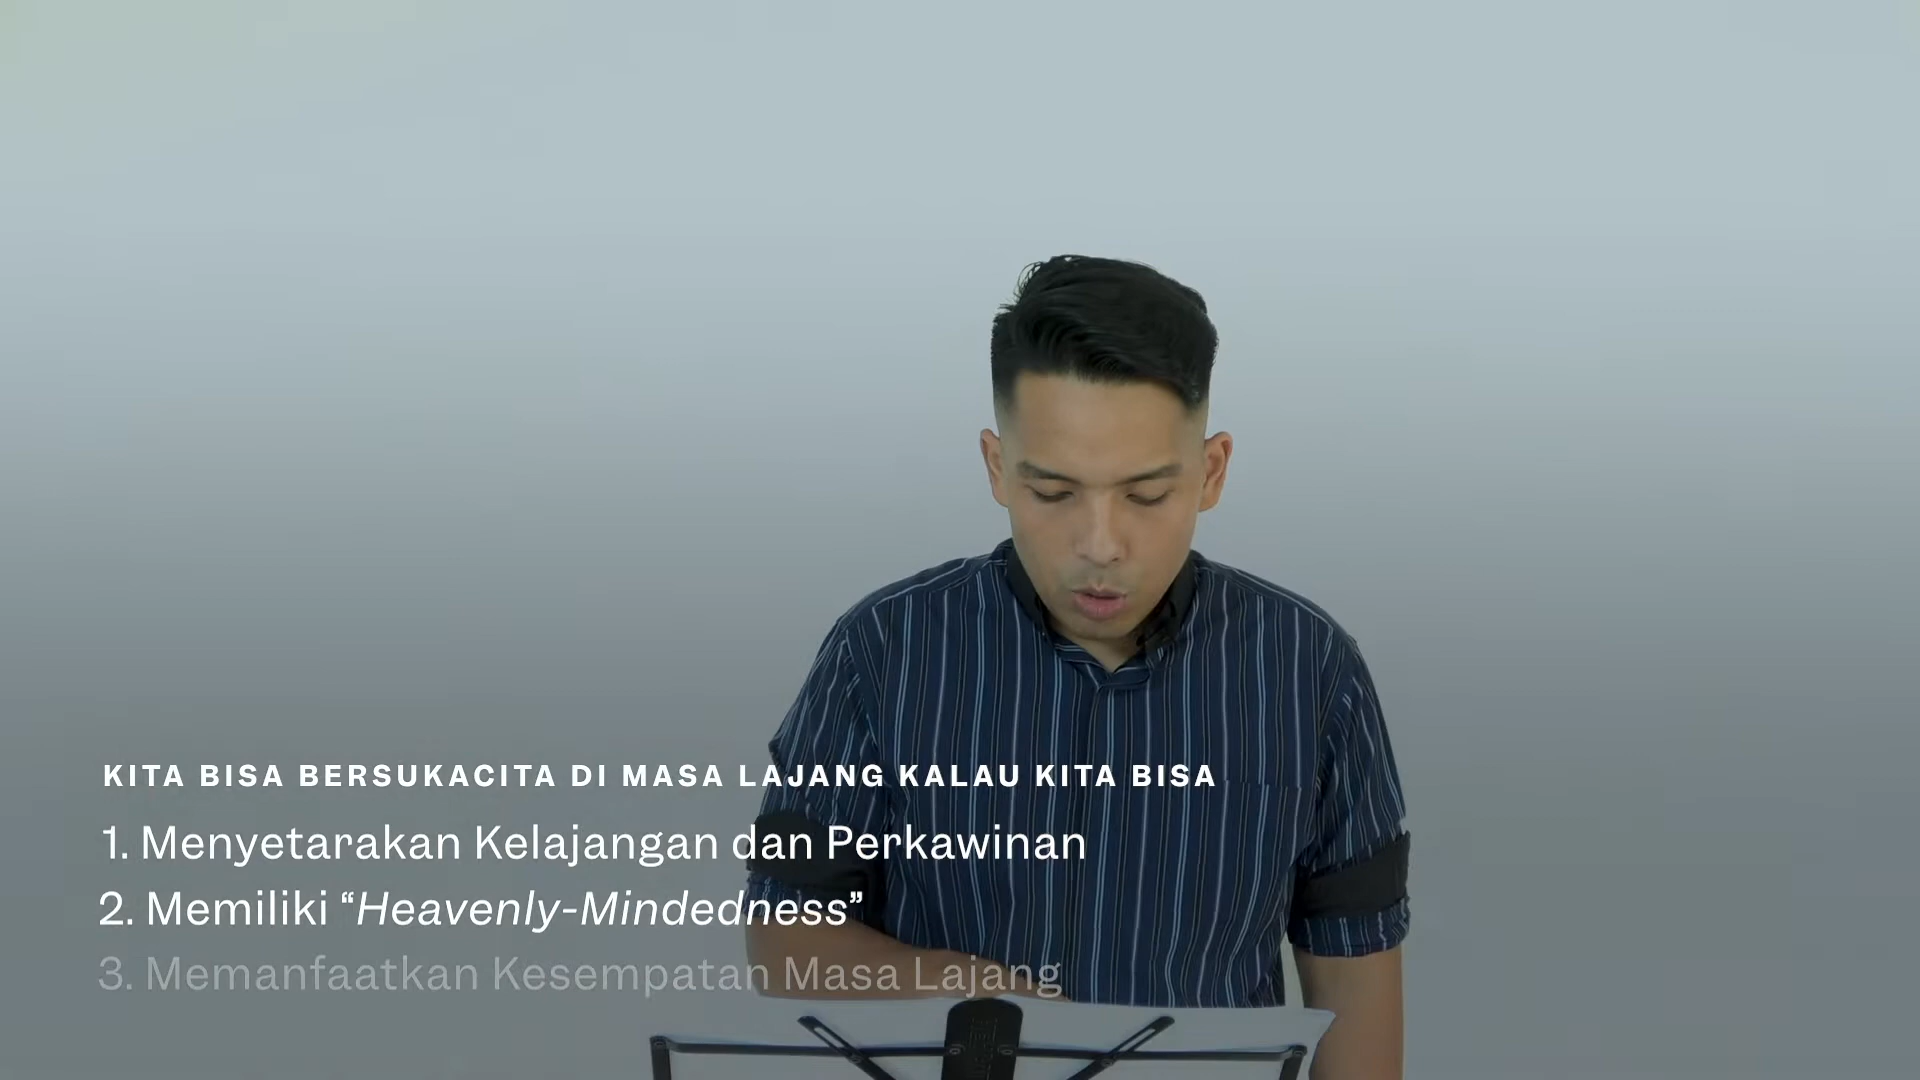 KITA BISA BERSUKACITA DI MASA LAJANG KALAU KITA BISA
1. Menyetarakan Kelajangan dan Perkawinan
2. Memiliki “Heavenly-Mindedness”
3. Memanfaatkan Kesempatan Masa Lajang